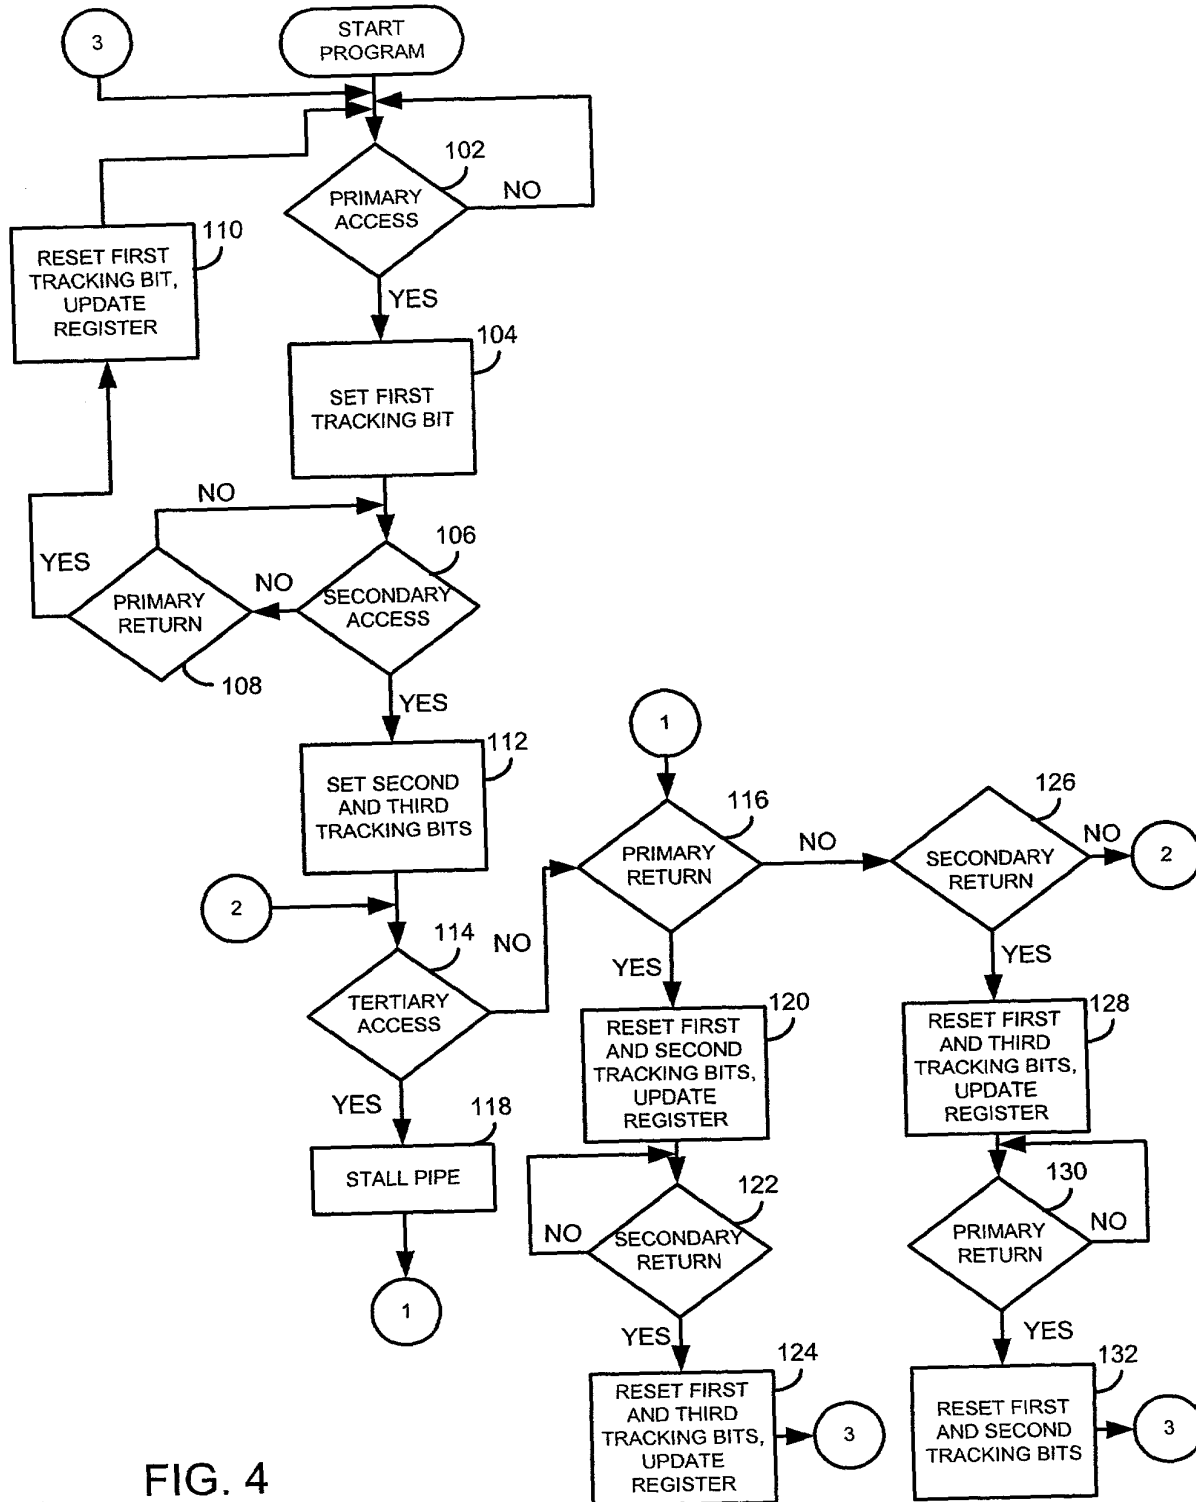 3
START
PROGRAM
102
PRIMARY
ACCESS
NO
YES
110
RESET FIRST
TRACKING BIT,
UPDATE
REGISTER
104
SET FIRST
TRACKING BIT
NO
YES
106
SECONDARY
ACCESS
NO
PRIMARY
RETURN
108
YES
112
SET SECOND
AND THIRD
TRACKING BITS
2
114
TERTIARY
ACCESS
NO
YES
118
STALL PIPE
1
1
116
PRIMARY
RETURN
NO
YES
126
SECONDARY
RETURN
NO
2
YES
120
RESET FIRST
AND SECOND
TRACKING BITS,
UPDATE
REGISTER
122
SECONDARY
RETURN
NO
YES
124
RESET FIRST
AND THIRD
TRACKING BITS,
UPDATE
REGISTER
3
128
RESET FIRST
AND THIRD
TRACKING BITS,
UPDATE
REGISTER
130
PRIMARY
RETURN
NO
YES
132
RESET FIRST
AND SECOND
TRACKING BITS
3
FIG. 4